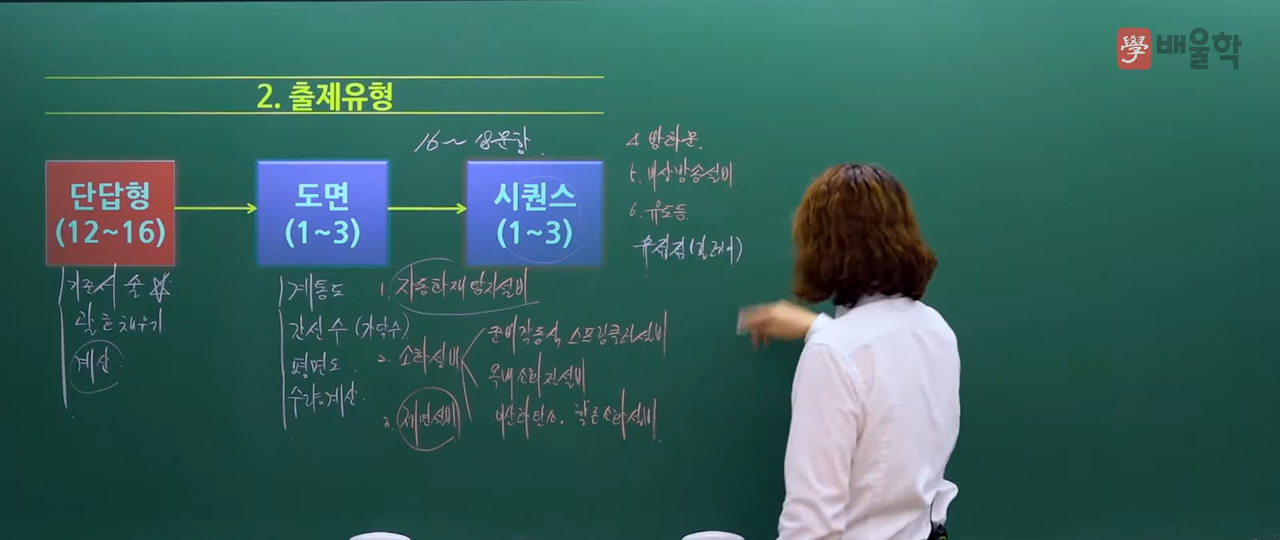 學 배울학
2. 출제유형
16~18문항
단답형
(12~16)
도면
(1~3)
시퀀스
(1~3)
기준서술 ☆
괄호채우기
계산
계통도
간선수 (가닥수)
평면도
수량계산
1. 자동화재탐지설비
2. 소화설비
준비작동식 스프링클러설비
옥내소화전설비
이산화탄소, 할론소화설비
3. 제연설비
4. 방화문
5. 비상방송설비
6. 유도등
유접점(릴레이)